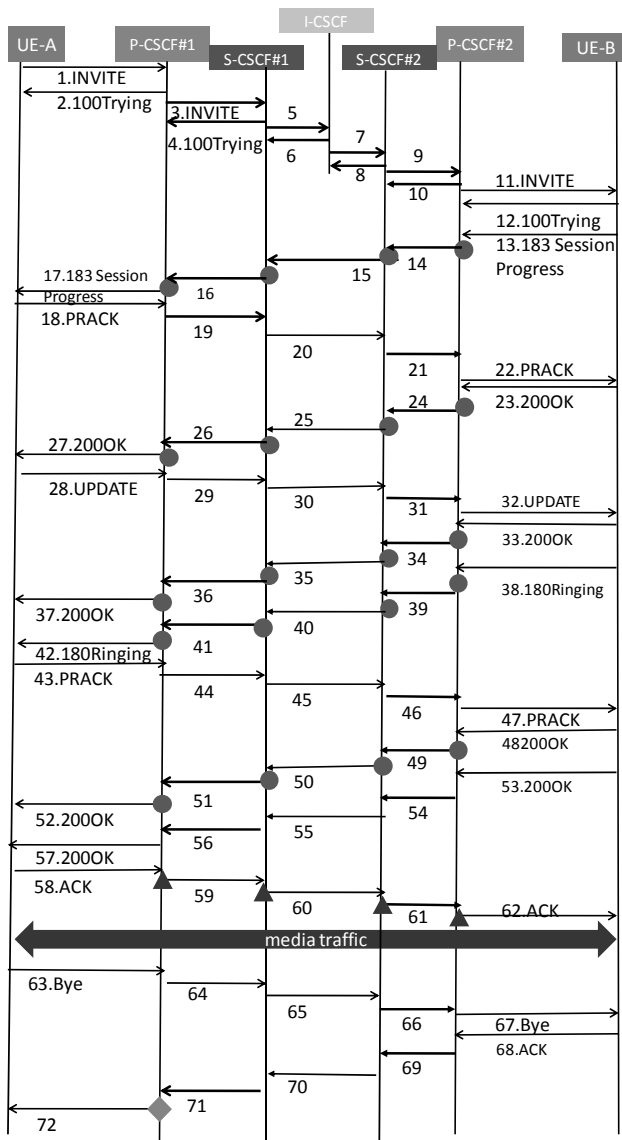 I-CSCF
UE-A
P-CSCF#1
P-CSCF#2
UE-B
S-CSCF#1
S-CSCF#2
1.INVITE
2.100Trying
3.INVITE
5
4.100Trying
6
7
8
9
10
11.INVITE
12.100Trying
13.183 Session
Progress
14
15
17.183 Session
Progress
16
18.PRACK
19
20
21
22.PRACK
23.200OK
24
25
26
27.200OK
28.UPDATE
29
30
31
32.UPDATE
33.200OK
34
35
36
37.200OK
38.180Ringing
39
40
41
42.180Ringing
43.PRACK
44
45
46
47.PRACK
48200OK
49
50
51
52.200OK
53.200OK
54
55
56
57.200OK
58.ACK
59
60
61
62.ACK
media traffic
63.Bye
64
65
66
67.Bye
68.ACK
69
70
71
72